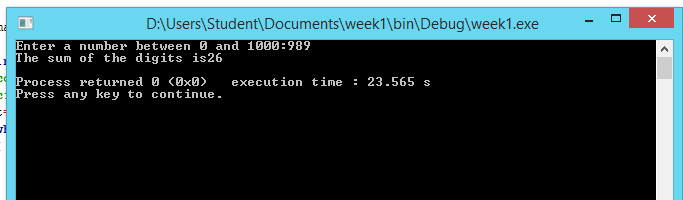 D:\Users\Student\Documents\week1\bin\Debug\week1.exe
Enter a number between 0 and 1000:989
The sum of the digits is26
Process returned 0 (0x0)   execution time : 23.565 s
Press any key to continue.